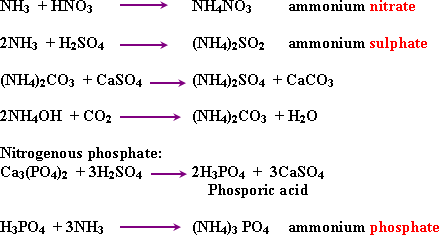 NH3 + HNO3 NH4NO3 ammonium nitrate
2NH3 + H2SO4 (NH4)2SO2 ammonium sulphate
(NH4)2CO3 + CaSO4 (NH4)2SO4 + CaCO3
2NH4OH + CO2 (NH4)2CO3 + H2O
Nitrogenous phosphate:
Ca3(PO4)2 + 3H2SO4 2H3PO4 + 3CaSO4
Phosporic acid
H3PO4 + 3NH3 (NH4)3 PO4 ammonium phosphate